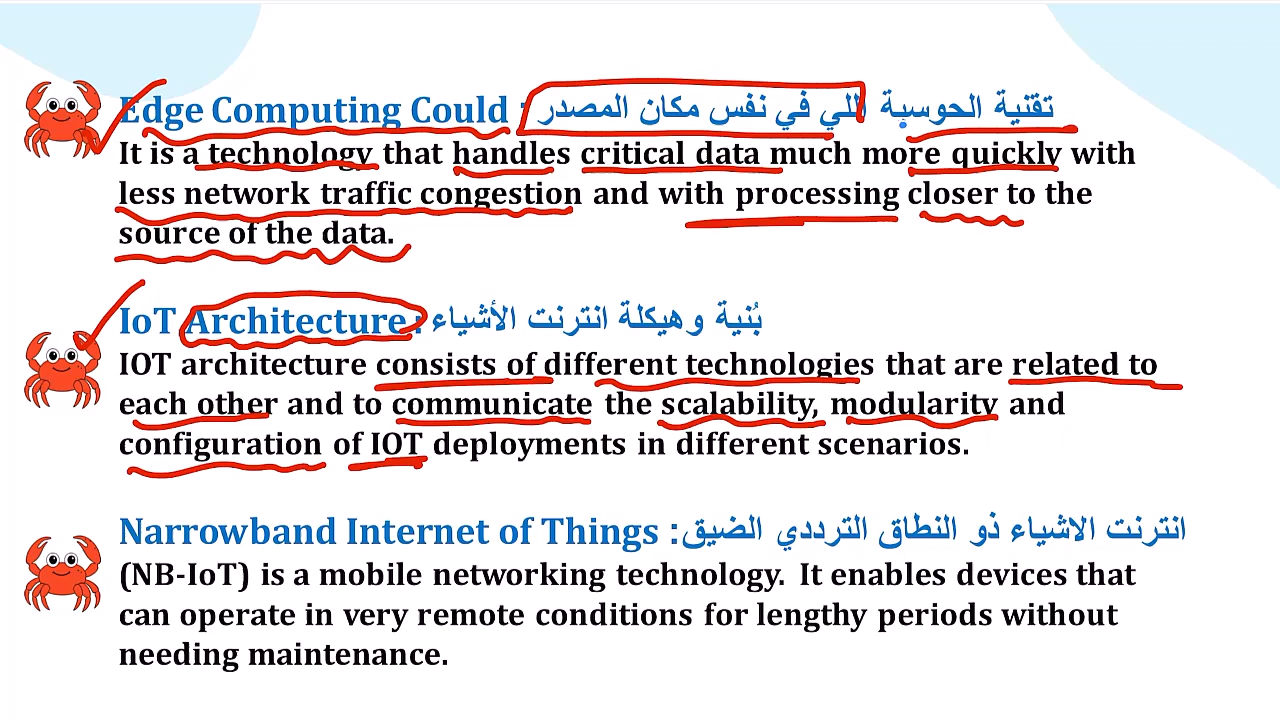 Edge Computing Could : تقنية الحوسبة اللي في نفس مكان المصدر
It is a technology that handles critical data much more quickly with
less network traffic congestion and with processing closer to the
source of the data.
IoT Architecture : بُنية وهيكلة انترنت الأشياء
IOT architecture consists of different technologies that are related to
each other and to communicate the scalability, modularity and
configuration of IOT deployments in different scenarios.
Narrowband Internet of Things : انترنت الاشياء ذو النطاق الترددي الضيق
(NB-IoT) is a mobile networking technology. It enables devices that
can operate in very remote conditions for lengthy periods without
needing maintenance.